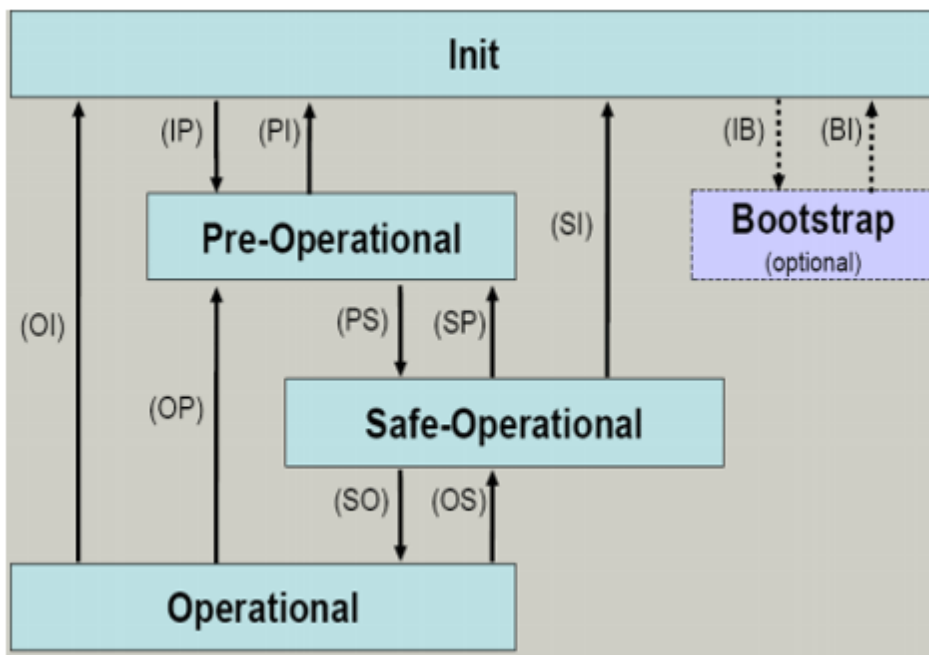 Init
(IP)
(PI)
(IB)
(BI)
Pre-Operational
(SI)
Bootstrap
(optional)
(OI)
(PS)
(SP)
(OP)
Safe-Operational
(SO)
(OS)
Operational